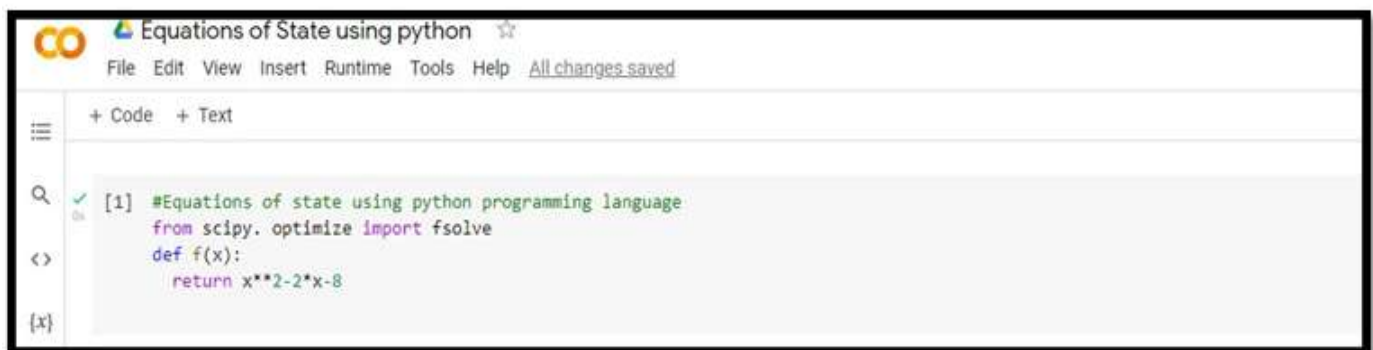 CO
Equations of State using python
File Edit View Insert Runtime Tools Help All changes saved
+ Code + Text
[1] #Equations of state using python programming language
0s
from scipy. optimize import fsolve
def f(x):
return x**2-2*x-8
<>
{x}